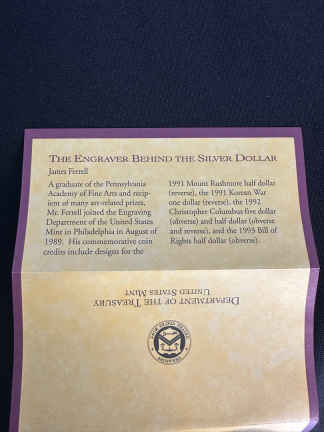 THE ENGRAVER BEHIND THE SILVER DOLLAR
James Ferrell
A graduate of the Pennsylvania
Academy of Fine Arts and recip-
ient of many art-related prizes,
Mr. Ferrell joined the Engraving
Department of the United States
Mint in Philadelphia in August of
1989. His commemorative coin
credits include designs for the
1991 Mount Rushmore half dollar
(reverse), the 1991 Korean War
one dollar (reverse), the 1992
Christopher Columbus five dollar
(obverse and reverse) and half dollar (obverse
and reverse), and the 1993 Bill of
Rights half dollar (obverse).
DEPARTMENT OF THE TREASURY
UNITED STATES MINT